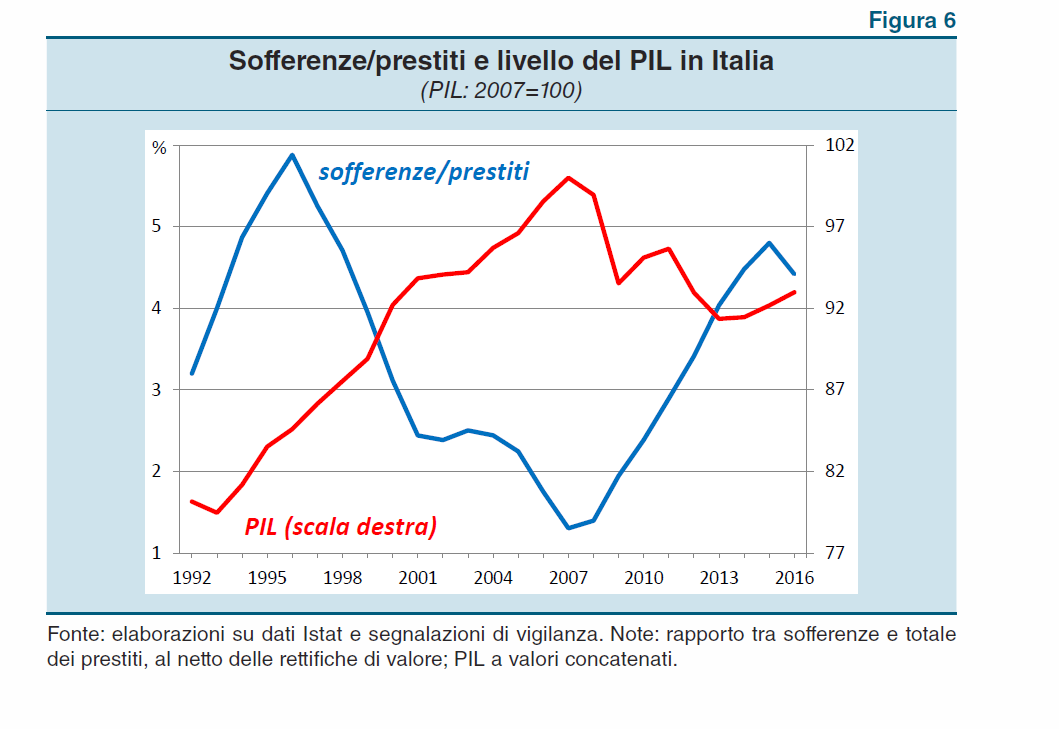 Figura 6
Sofferenze/prestiti e livello del PIL in Italia
(PIL: 2007=100)
%
sofferenze/prestiti
102
5
97
4
92
3
87
2
82
PIL (scala destra)
1
77
1992 1995 1998 2001 2004 2007 2010 2013 2016
Fonte: elaborazioni su dati Istat e segnalazioni di vigilanza. Note: rapporto tra sofferenze e totale
dei prestiti, al netto delle rettifiche di valore; PIL a valori concatenati.